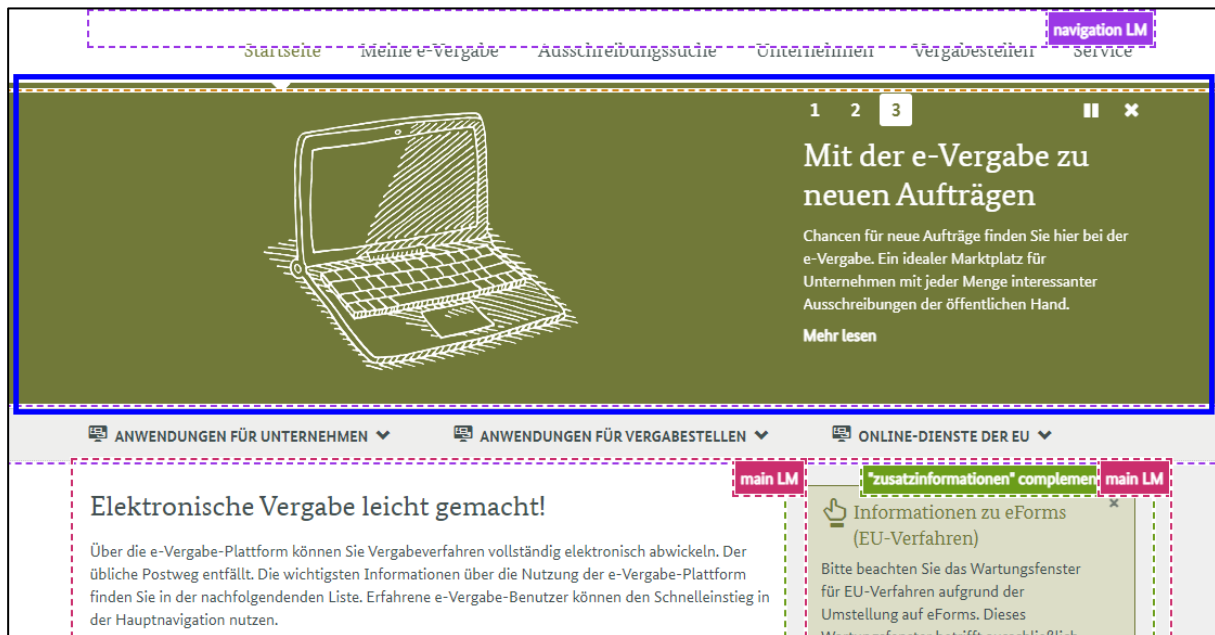 navigation LM
Startseite Meine e-Vergabe Ausschreibungssuche Unternehmen Vergabestellen Service
1 2 3
Mit der e-Vergabe zu
neuen Aufträgen
Chancen für neue Aufträge finden Sie hier bei der
e-Vergabe. Ein idealer Marktplatz für
Unternehmen mit jeder Menge interessanter
Ausschreibungen der öffentlichen Hand.
Mehr lesen
ANWENDUNGEN FÜR UNTERNEHMEN ANWENDUNGEN FÜR VERGABESTELLEN ONLINE-DIENSTE DER EU
main LM
Elektronische Vergabe leicht gemacht!
Über die e-Vergabe-Plattform können Sie Vergabeverfahren vollständig elektronisch abwickeln. Der
übliche Postweg entfällt. Die wichtigsten Informationen über die Nutzung der e-Vergabe-Plattform
finden Sie in der nachfolgendenden Liste. Erfahrene e-Vergabe-Benutzer können den Schnelleinstieg in
der Hauptnavigation nutzen.
"zusatzinformationen" complemen main LM
Informationen zu eForms
(EU-Verfahren)
Bitte beachten Sie das Wartungsfenster
für EU-Verfahren aufgrund der
Umstellung auf eForms. Dieses
Wartungsfenster betrifft ausschließlich